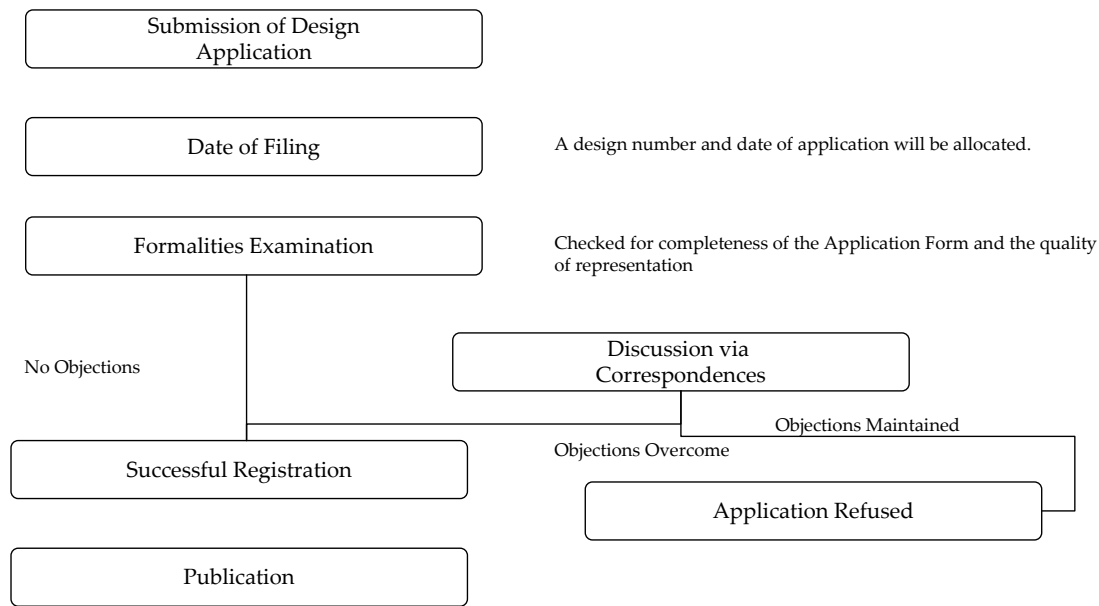 Submission of Design
Application
Date of Filing
A design number and date of application will be allocated.
Formalities Examination
Checked for completeness of the Application Form and the quality
of representation
Discussion via
Correspondences
No Objections
Objections Maintained
Objections Overcome
Successful Registration
Application Refused
Publication